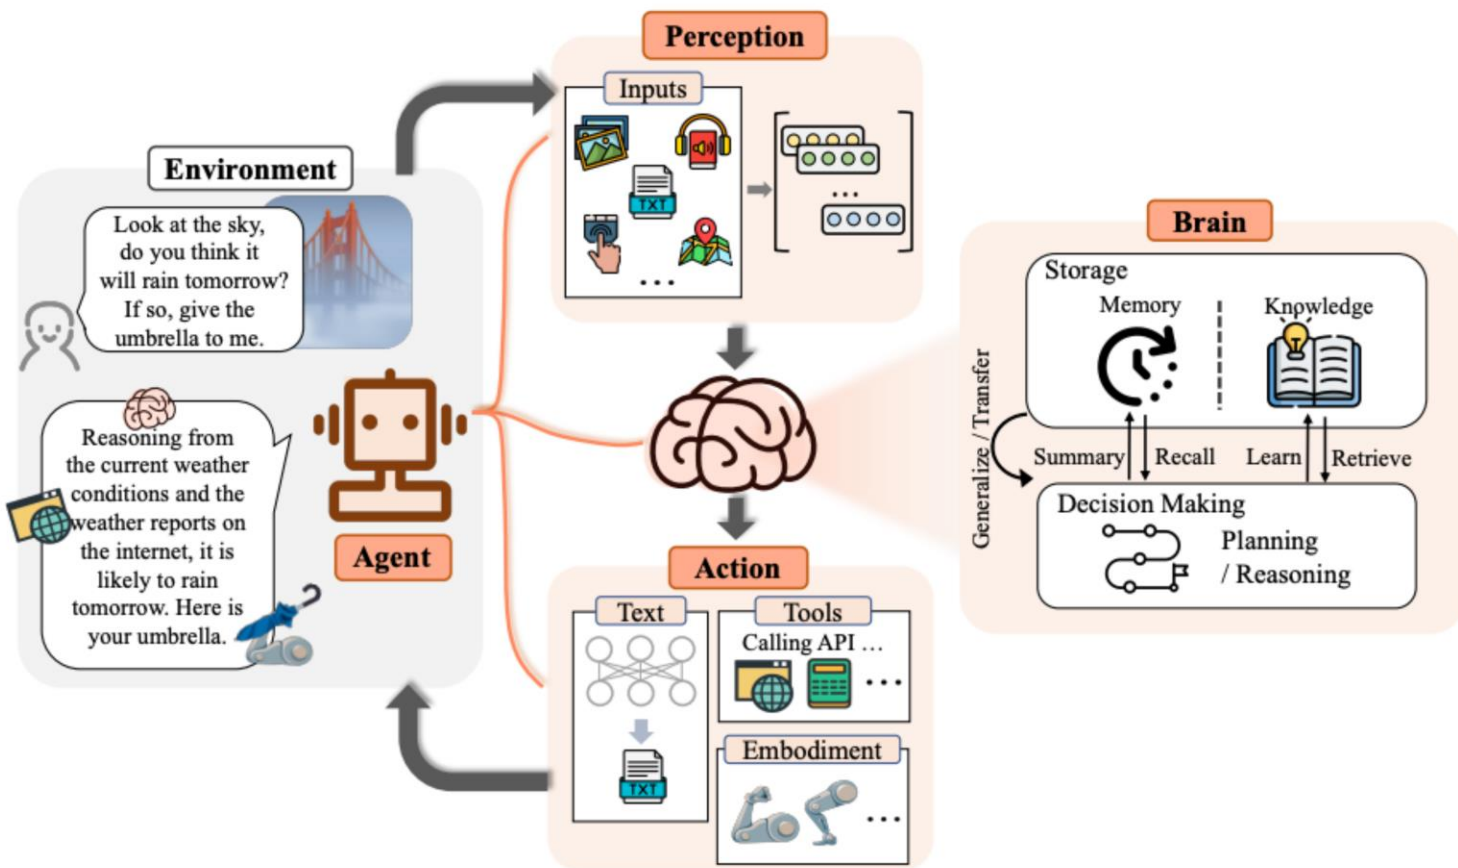 Perception
Inputs
TXT
...
...
Environment
Look at the sky,
do you think it
will rain tomorrow?
If so, give the
umbrella to me.
Reasoning from
the current weather
conditions and the
weather reports on
the internet, it is
likely to rain
tomorrow. Here is
your umbrella.
Agent
Action
Text
TXT
Tools
Calling API ...
...
Embodiment
...
Brain
Storage
Memory
Knowledge
Generalize / Transfer
Summary
Recall
Learn
Retrieve
Decision Making
Planning
/ Reasoning